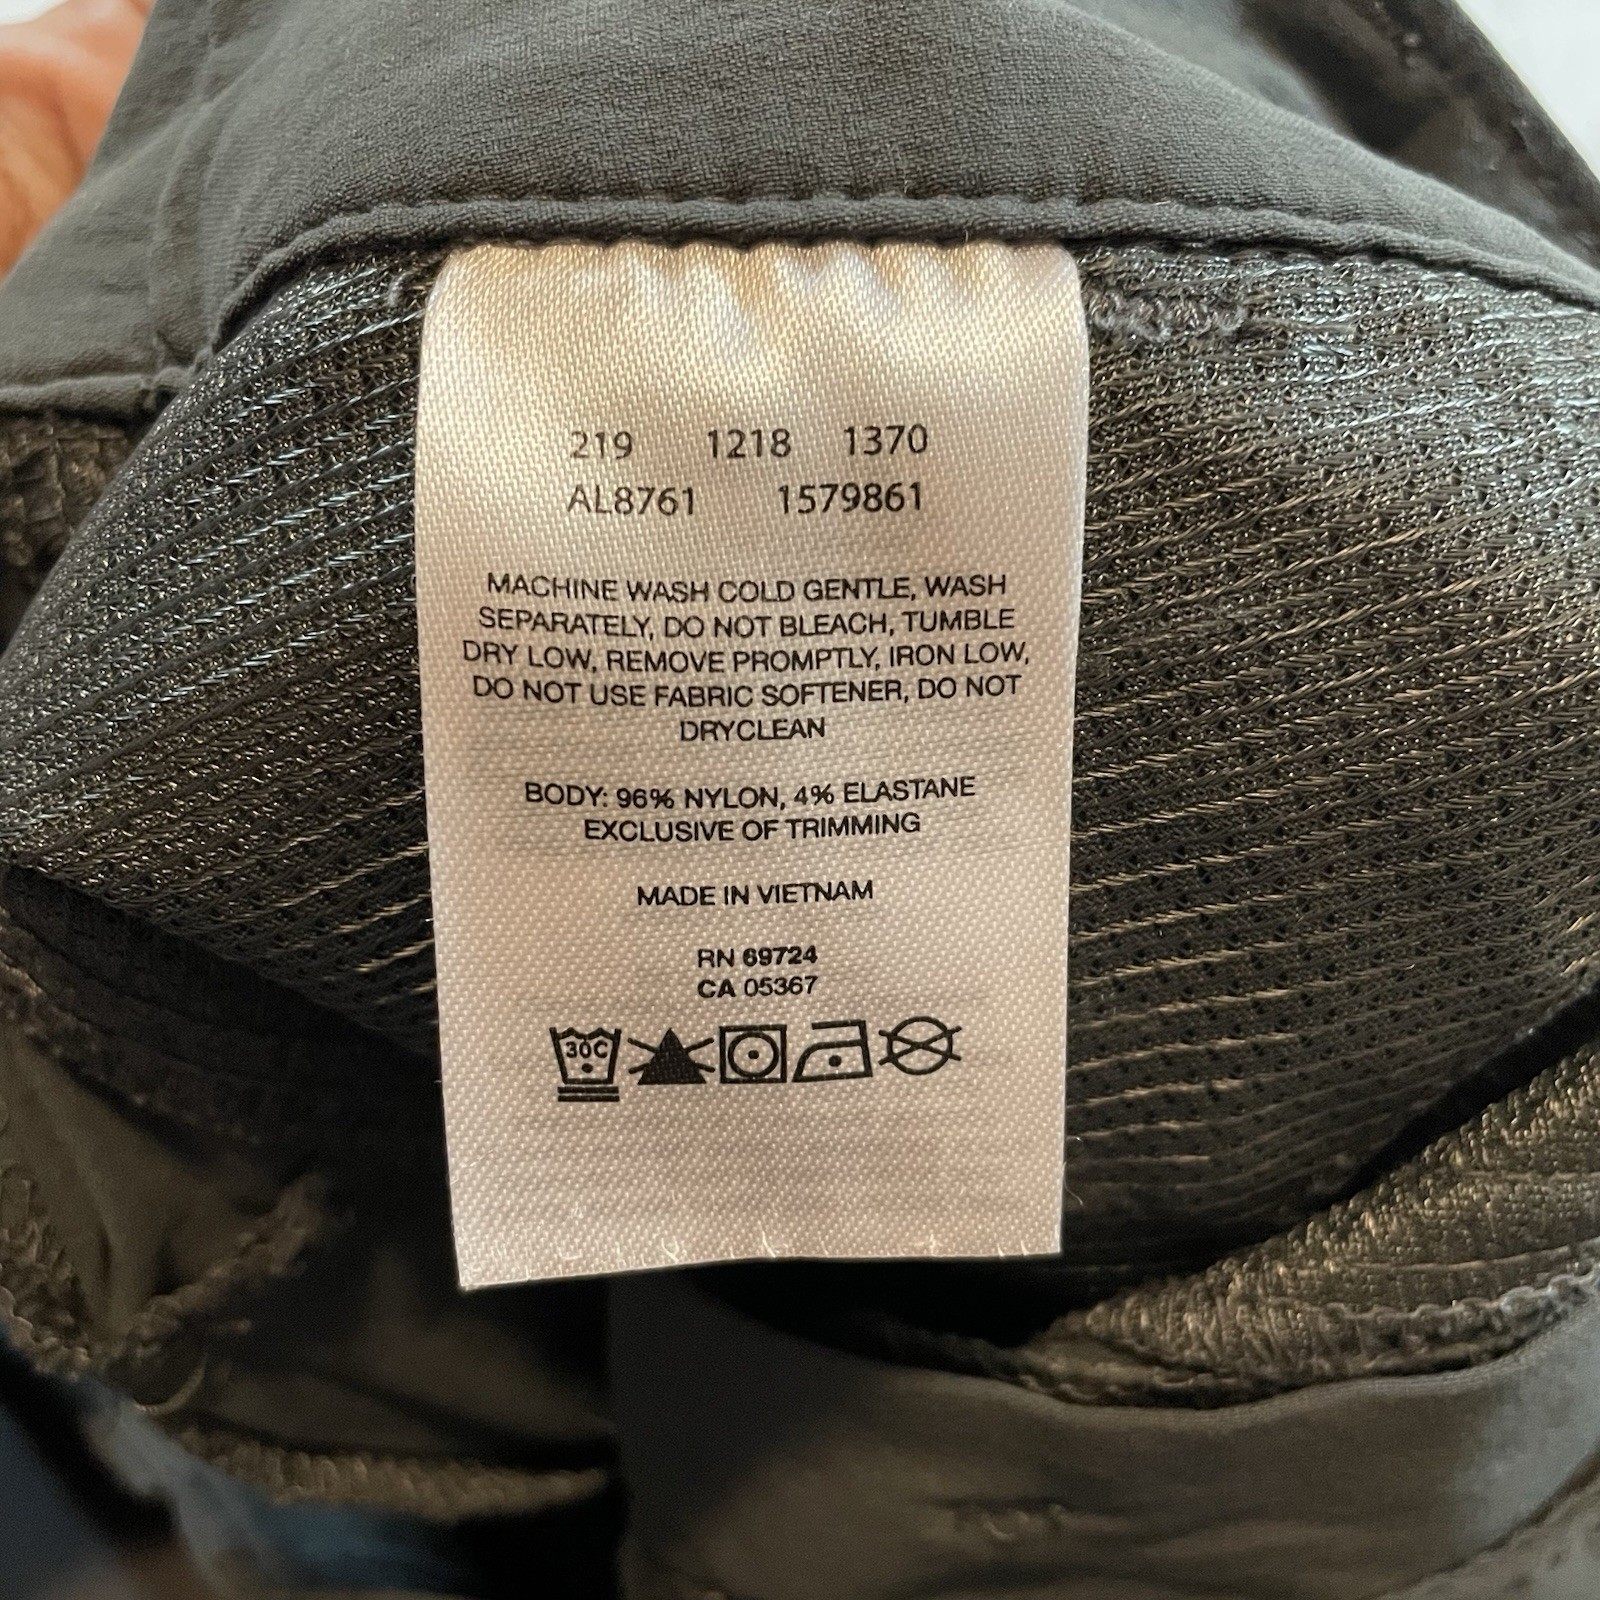 219 1218 1370
AL8761 1579861
MACHINE WASH COLD GENTLE, WASH
SEPARATELY, DO NOT BLEACH, TUMBLE
DRY LOW, REMOVE PROMPTLY, IRON LOW,
DO NOT USE FABRIC SOFTENER, DO NOT
DRYCLEAN
BODY: 96% NYLON, 4% ELASTANE
EXCLUSIVE OF TRIMMING
MADE IN VIETNAM
RN 69724
CA 05367
30C